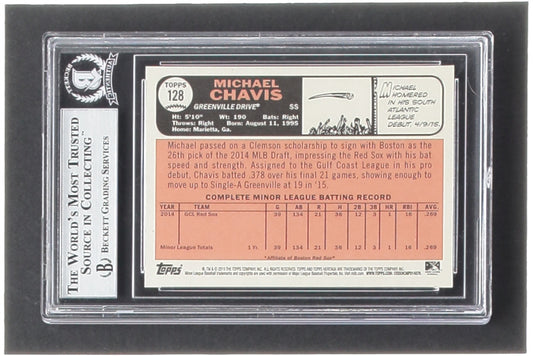 BECKETT
THE WORLD'S MOST TRUSTED
SOURCE IN COLLECTING™
BECKETT GRADING SERVICES
TOPPS
128
MICHAEL
CHAVIS
GREENVILLE DRIVE SS
Ht: 5'10" Wt: 190 Bats: Right
Throws: Right Born: August 11, 1995
Home: Marietta, Ga.
MICHAEL
HOMERED
IN HIS SOUTH
ATLANTIC
LEAGUE
DEBUT, 4/9/15.
Michael passed on a Clemson scholarship to sign with Boston as the
26th pick of the 2014 MLB Draft, impressing the Red Sox with his bat
speed and strength. Assigned to the Gulf Coast League in his pro
debut, Chavis batted .378 over his final 21 games, showing enough to
move up to Single-A Greenville at 19 in '15.
COMPLETE MINOR LEAGUE BATTING RECORD
YEAR TEAM G AB R H 2B 3B HR RBI AVG.
2014 GCL Red Sox 39 134 21 36 12 3 1 16 .269
Minor League Totals 1 Yr. 39 134 21 36 12 3 1 16 .269
*Affiliate of Boston Red Sox*
Topps